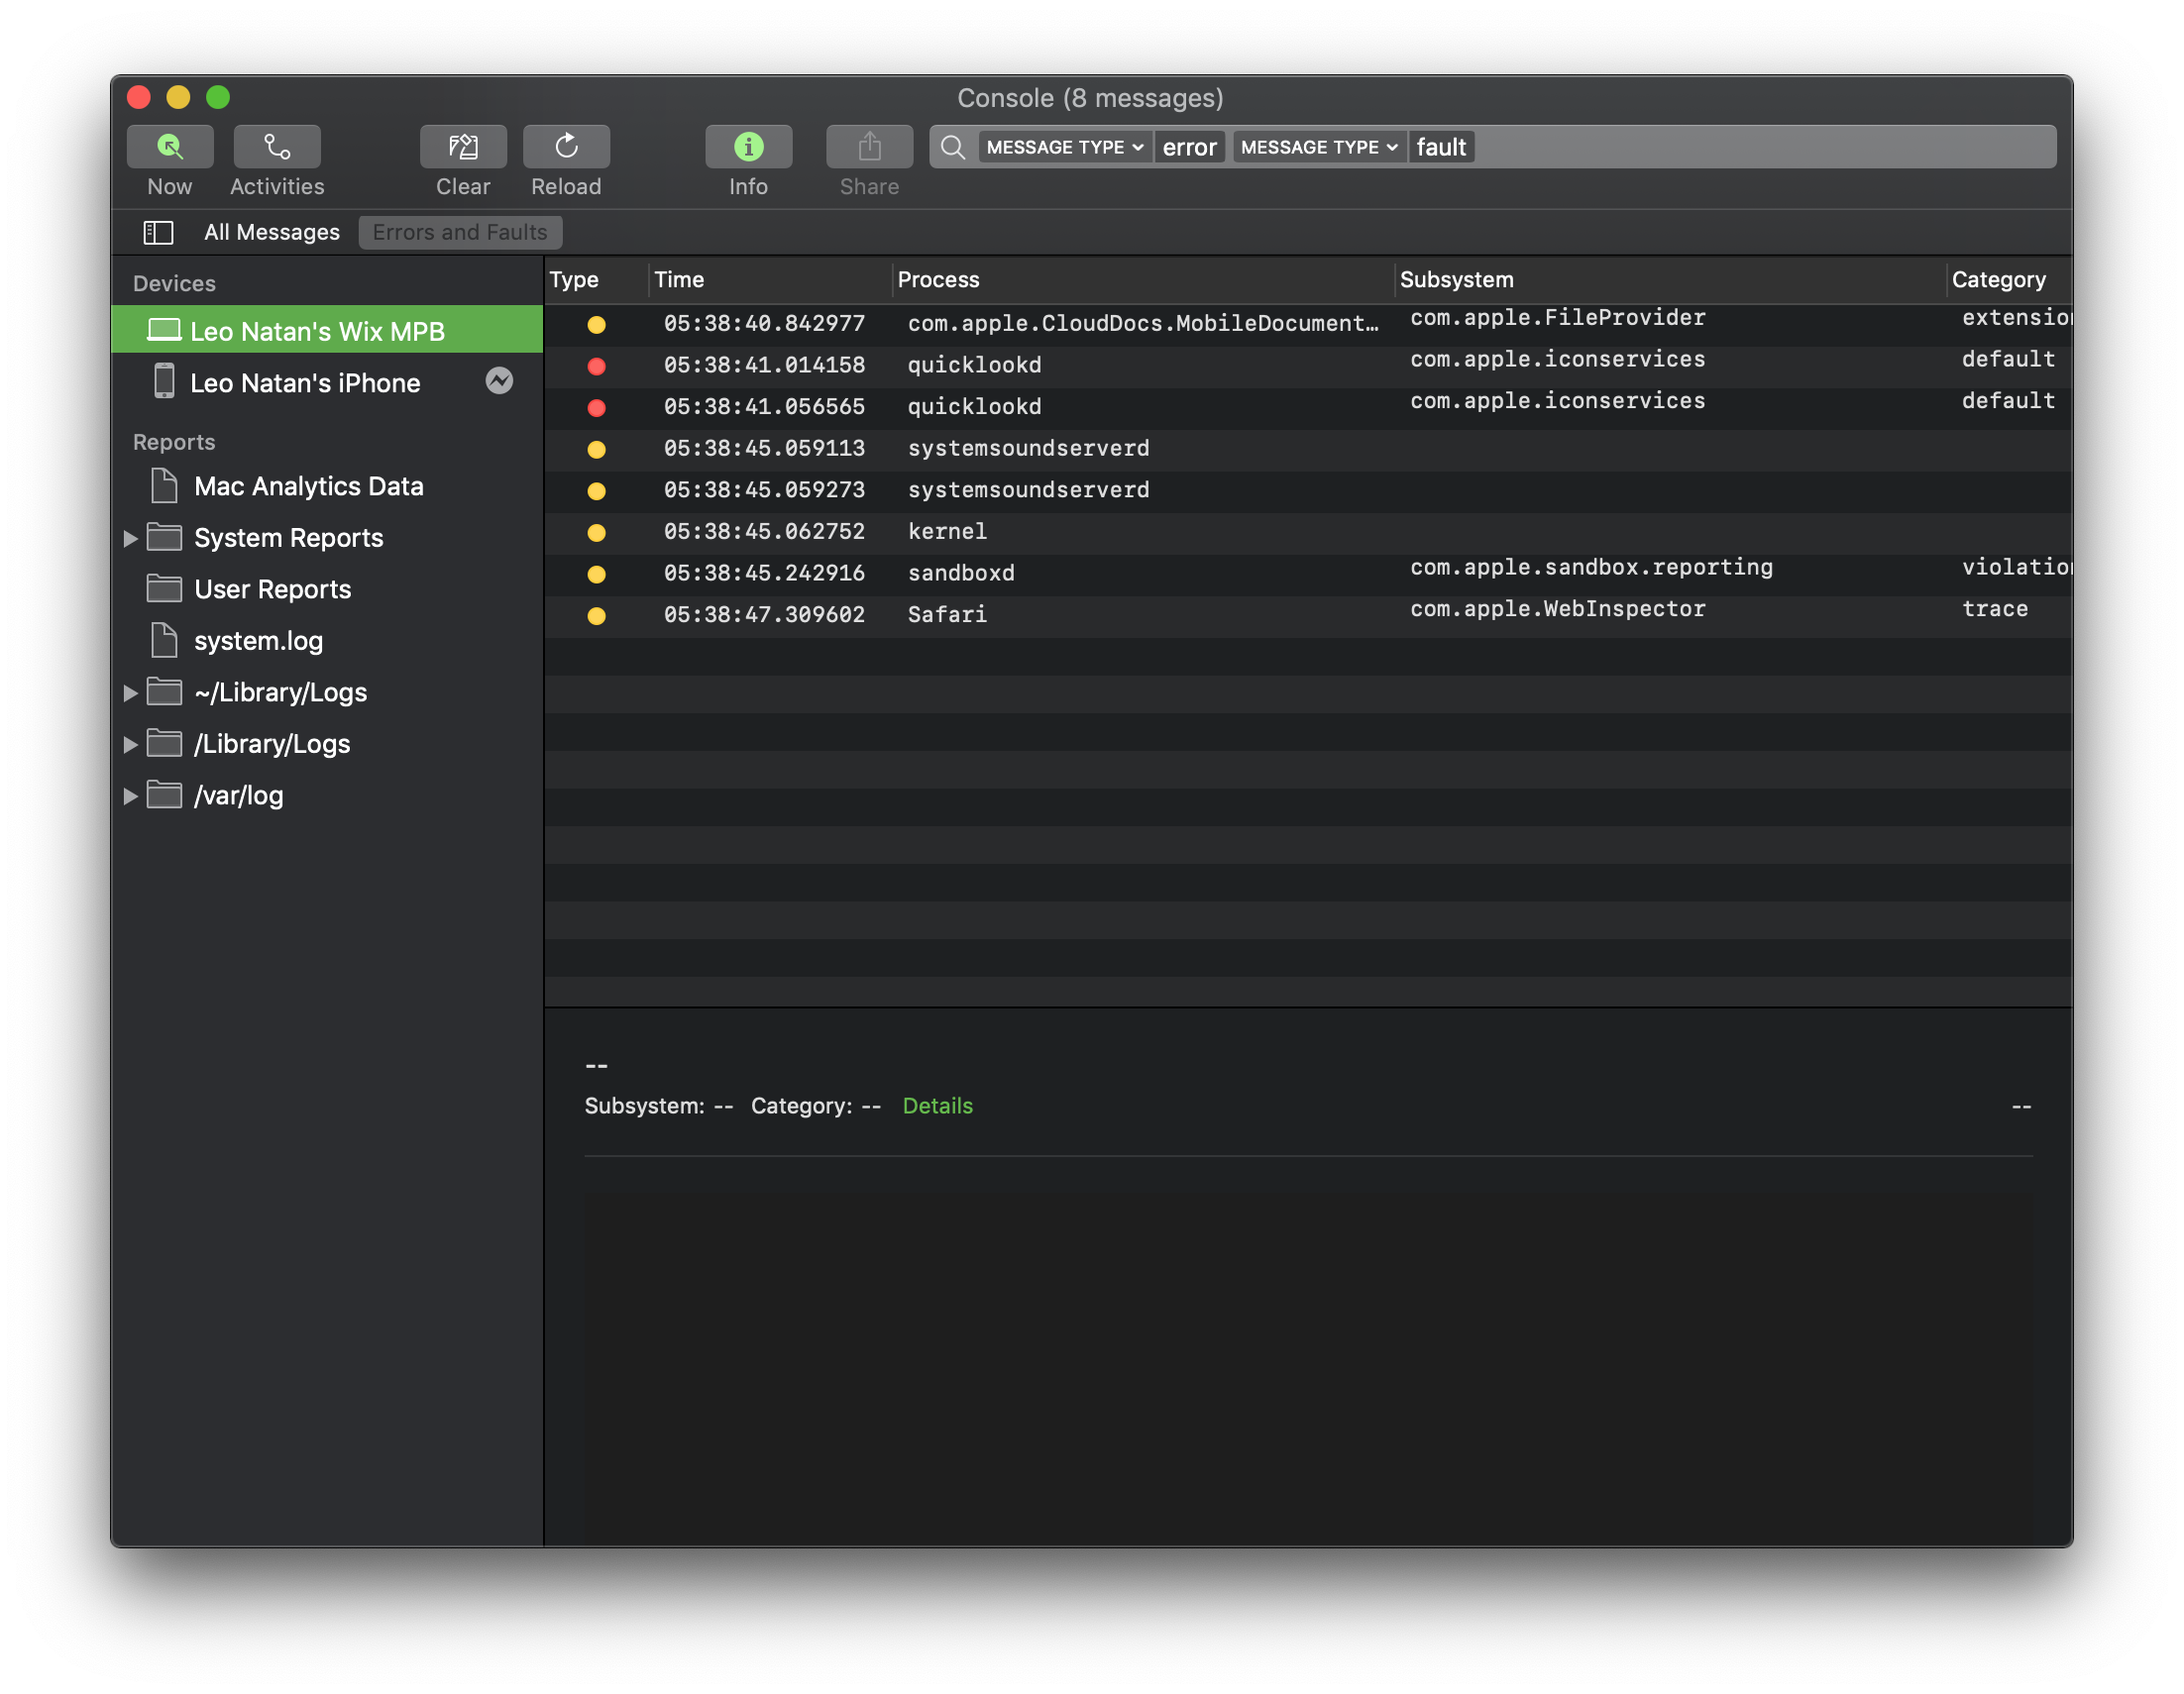 Console (8 messages)
MESSAGE TYPE error MESSAGE TYPE fault
Now Activities Clear Reload Info Share
All Messages Errors and Faults
Devices
Leo Natan's Wix MPB
Leo Natan's iPhone
Reports
Mac Analytics Data
System Reports
User Reports
system.log
~/Library/Logs
/Library/Logs
/var/log
Type Time Process Subsystem Category
05:38:40.842977 com.apple.CloudDocs.MobileDocument… com.apple.FileProvider extension
05:38:41.014158 quicklookd com.apple.iconservices default
05:38:41.056565 quicklookd com.apple.iconservices default
05:38:45.059113 systemsoundserverd
05:38:45.059273 systemsoundserverd
05:38:45.062752 kernel
05:38:45.242916 sandboxd com.apple.sandbox.reporting violation
05:38:47.309602 Safari com.apple.WebInspector trace
--
Subsystem: -- Category: -- Details --